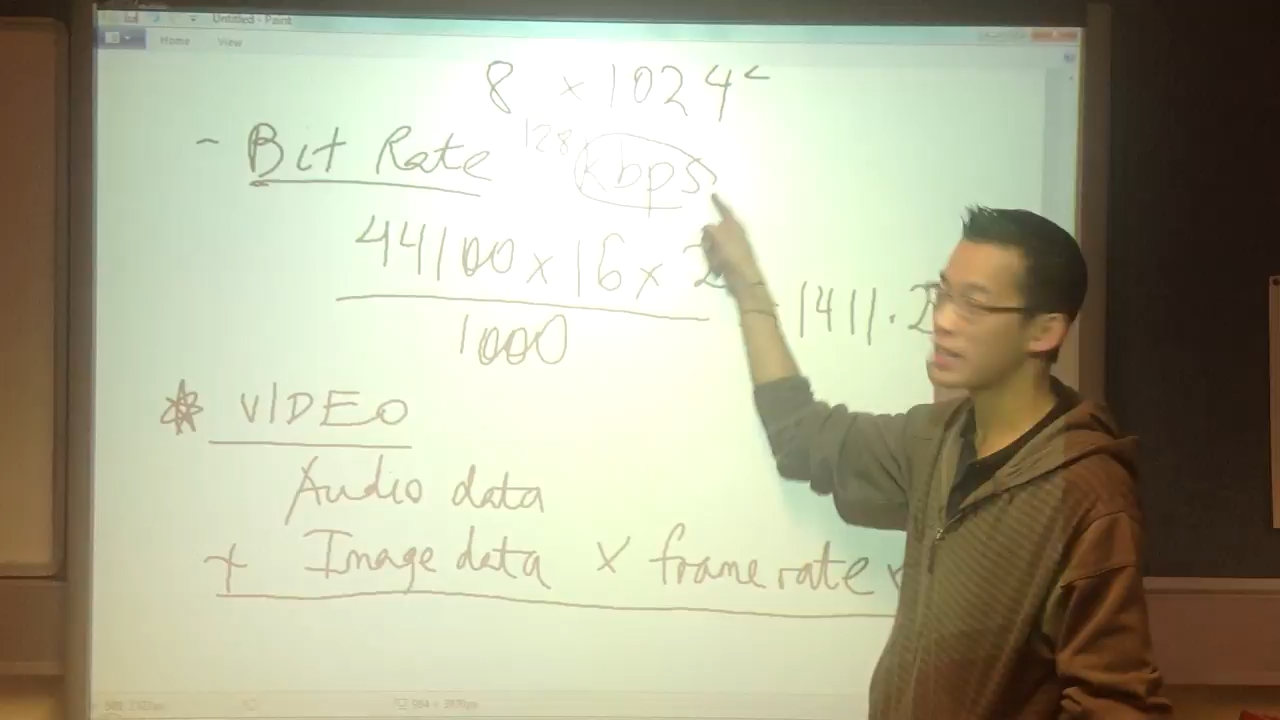 Untitled - Paint
Home View
8 × 1024²
- Bit Rate 128 kbps
44100 × 16 × 2
1000
1411.2
* VIDEO
Audio data
+ Image data × frame rate ×